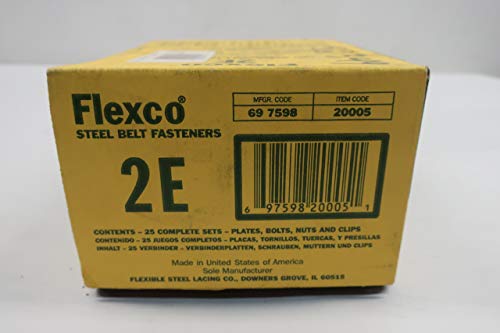 Flexco®
STEEL BELT FASTENERS
2E
MFGR. CODE ITEM CODE
69 7598 20005
6 97598 20005 1
CONTENTS – 25 COMPLETE SETS – PLATES, BOLTS, NUTS AND CLIPS
CONTENIDO – 25 JUEGOS COMPLETOS – PLACAS, TORNILLOS, TUERCAS, Y PRESILLAS
INHALT – 25 VERBINDER – VERBINDERPLATTEN, SCHRAUBEN, MUTTERN UND CLIPS
Made in United States of America
Sole Manufacturer
FLEXIBLE STEEL LACING CO., DOWNERS GROVE, IL 60515